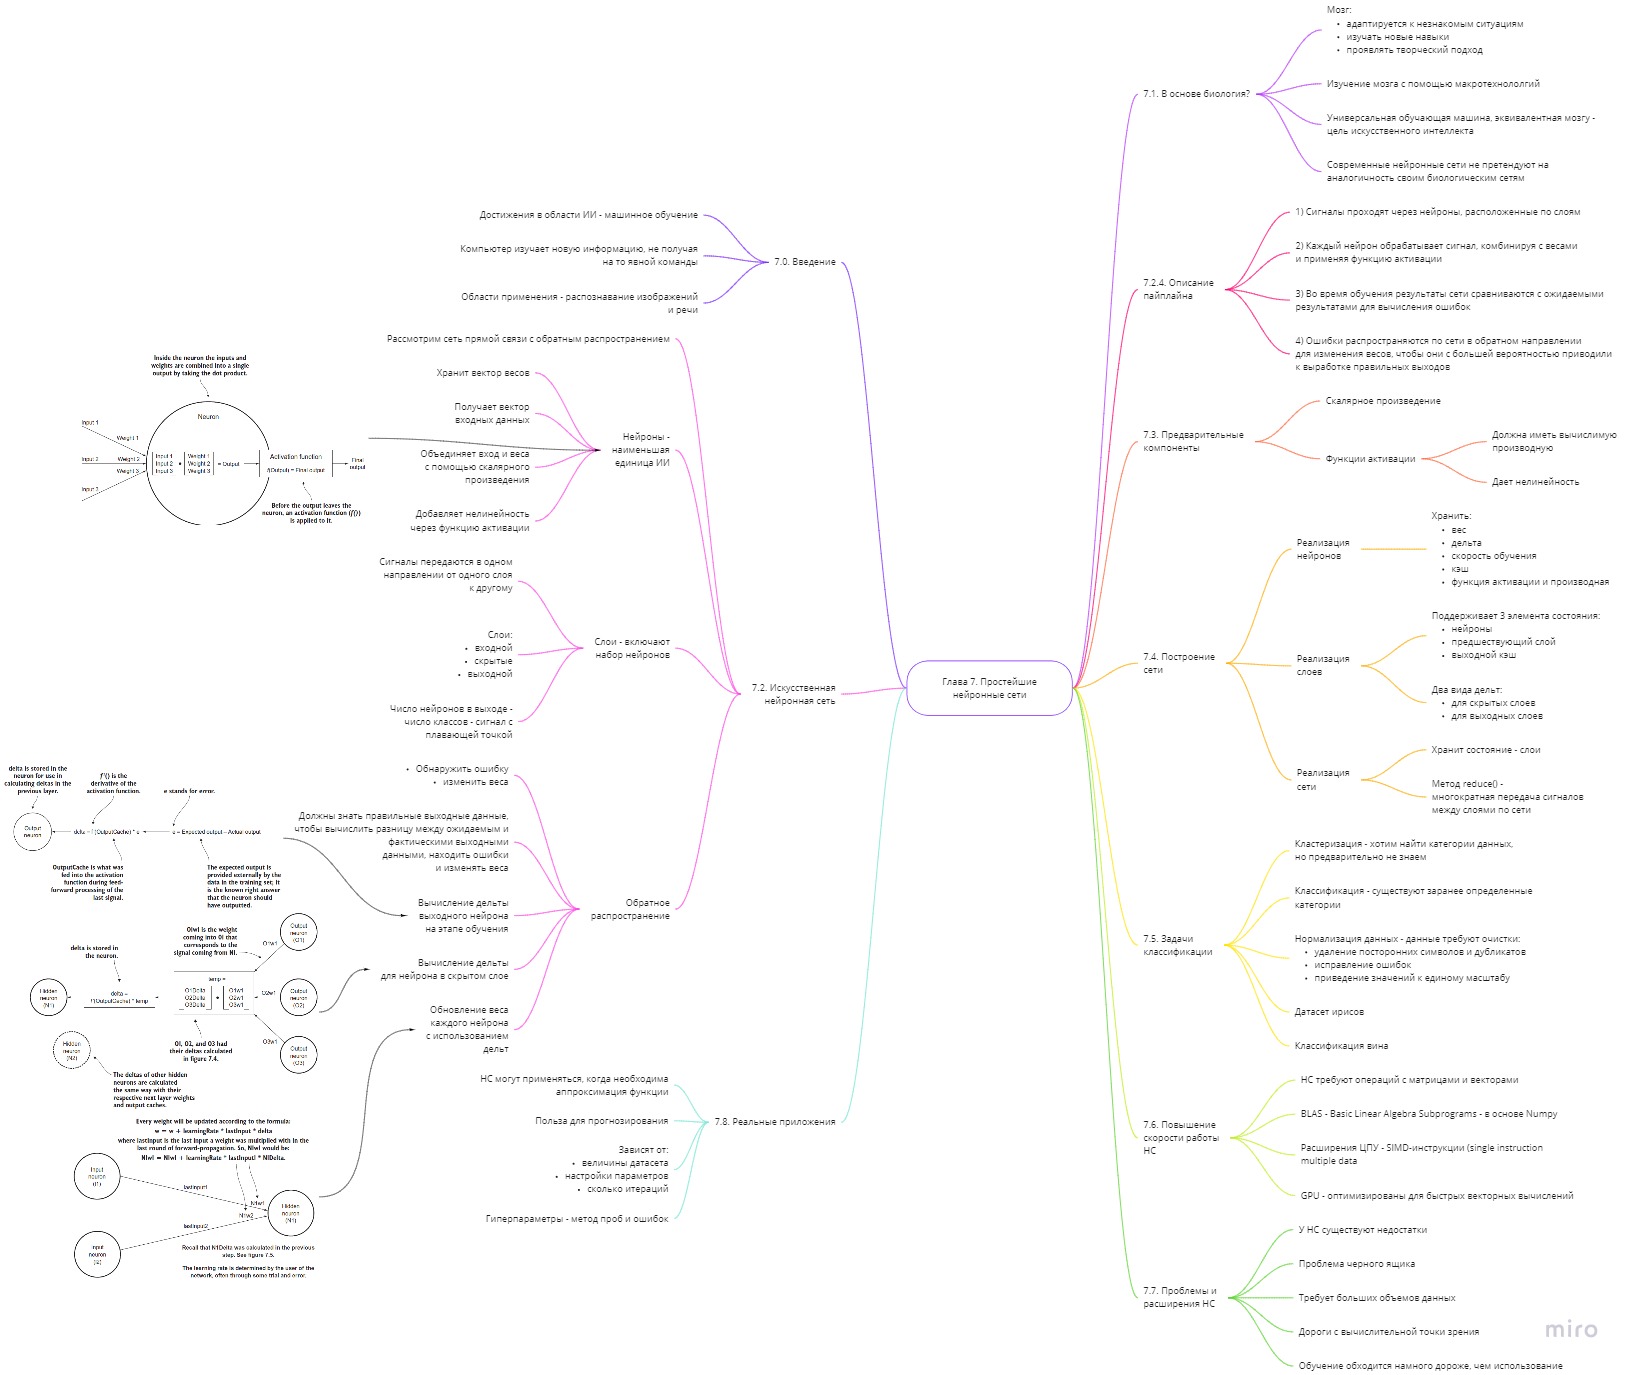 Глава 7. Простейшие
нейронные сети
7.0. Введение
Достижения в области ИИ - машинное обучение
Компьютер изучает новую информацию, не получая
на то явной команды
Области применения - распознавание изображений
и речи
7.1. В основе биология?
Мозг:
• адаптируется к незнакомым ситуациям
• изучать новые навыки
• проявлять творческий подход
Изучение мозга с помощью макротехнололгий
Универсальная обучающая машина, эквивалентная мозгу -
цель искусственного интеллекта
Современные нейронные сети не претендуют на
аналогичность своим биологическим сетям
7.2. Искусственная
нейронная сеть
Рассмотрим сеть прямой связи с обратным распространением
Нейроны -
наименьшая
единица ИИ
Хранит вектор весов
Получает вектор
входных данных
Объединяет вход и веса
с помощью скалярного
произведения
Добавляет нелинейность
через функцию активации
Inside the neuron the inputs and
weights are combined into a single
output by taking the dot product.
Neuron
Input 1
Weight 1
Input 2
Weight 2
Weight 3
Input 3
Input 1
Input 2
Input 3
•
Weight 1
Weight 2
Weight 3
= Output
Activation function
f(Output) = Final output
Final
output
Before the output leaves the
neuron, an activation function (f())
is applied to it.
Слои - включают
набор нейронов
Сигналы передаются в одном
направлении от одного слоя
к другому
Слои:
• входной
• скрытые
• выходной
Число нейронов в выходе -
число классов - сигнал с
плавающей точкой
Обратное
распространение
• Обнаружить ошибку
• изменить веса
Должны знать правильные выходные данные,
чтобы вычислить разницу между ожидаемым и
фактическими выходными
данными, находить ошибки
и изменять веса
Вычисление дельты
выходного нейрона
на этапе обучения
Вычисление дельты
для нейрона в скрытом слое
Обновление веса
каждого нейрона
с использованием
дельт
delta is stored in the
neuron for use in
calculating deltas in the
previous layer.
f'() is the
derivative of the
activation function.
e stands for error.
Output
neuron
delta = f'(OutputCache) * e
e = Expected output – Actual output
OutputCache is what was
fed into the activation
function during feed-
forward processing of the
last signal.
The expected output is
provided externally by the
data in the training set; it
is the known right answer
that the neuron should
have outputted.
O1w1 is the weight
coming into O1 that
corresponds to the
signal coming from N1.
delta is stored in
the neuron.
Output
neuron
(O1)
O1w1
Hidden
neuron
(N1)
delta =
f'(OutputCache) * temp
temp =
O1Delta
O2Delta
O3Delta
•
O1w1
O2w1
O3w1
O2w1
Output
neuron
(O2)
O3w1
Output
neuron
(O3)
Hidden
neuron
(N2)
O1, O2, and O3 had
their deltas calculated
in figure 7.4.
The deltas of other hidden
neurons are calculated
the same way with their
respective next layer weights
and output caches.
Every weight will be updated according to the formula:
w = w + learningRate * lastInput * delta
where lastInput is the last input a weight was multiplied with in the
last round of forward-propagation. So, N1w1 would be:
N1w1 = N1w1 + learningRate * lastInput1 * N1Delta.
Input
neuron
(I1)
lastInput1
N1w1
N1w2
Hidden
neuron
(N1)
lastInput2
Input
neuron
(I2)
Recall that N1Delta was calculated in the previous
step. See figure 7.5.
The learning rate is determined by the user of the
network, often through some trial and error.
7.2.4. Описание
пайплайна
1) Сигналы проходят через нейроны, расположенные по слоям
2) Каждый нейрон обрабатывает сигнал, комбинируя с весами
и применяя функцию активации
3) Во время обучения результаты сети сравниваются с ожидаемыми
результатами для вычисления ошибок
4) Ошибки распространяются по сети в обратном направлении
для изменения весов, чтобы они с большей вероятностью приводили
к выработке правильных выходов
7.3. Предварительные
компоненты
Скалярное произведение
Функции активации
Должна иметь вычислимую
производную
Дает нелинейность
7.4. Построение
сети
Реализация
нейронов
Хранить:
• вес
• дельта
• скорость обучения
• кэш
• функция активации и производная
Реализация
слоев
Поддерживает 3 элемента состояния:
• нейроны
• предшествующий слой
• выходной кэш
Два вида дельт:
• для скрытых слоев
• для выходных слоев
Реализация
сети
Хранит состояние - слои
Метод reduce() -
многократная передача сигналов
между слоями по сети
7.5. Задачи
классификации
Кластеризация - хотим найти категории данных,
но предварительно не знаем
Классификация - существуют заранее определенные
категории
Нормализация данных - данные требуют очистки:
• удаление посторонних символов и дубликатов
• исправление ошибок
• приведение значений к единому масштабу
Датасет ирисов
Классификация вина
7.6. Повышение
скорости работы
НС
НС требуют операций с матрицами и векторами
BLAS - Basic Linear Algebra Subprograms - в основе Numpy
Расширения ЦПУ - SIMD-инструкции (single instruction
multiple data
GPU - оптимизированы для быстрых векторных вычислений
7.7. Проблемы и
расширения НС
У НС существуют недостатки
Проблема черного ящика
Требует больших объемов данных
Дороги с вычислительной точки зрения
Обучение обходится намного дороже, чем использование
7.8. Реальные приложения
НС могут применяться, когда необходима
аппроксимация функции
Польза для прогнозирования
Зависят от:
• величины датасета
• настройки параметров
• сколько итераций
Гиперпараметры - метод проб и ошибок
miro